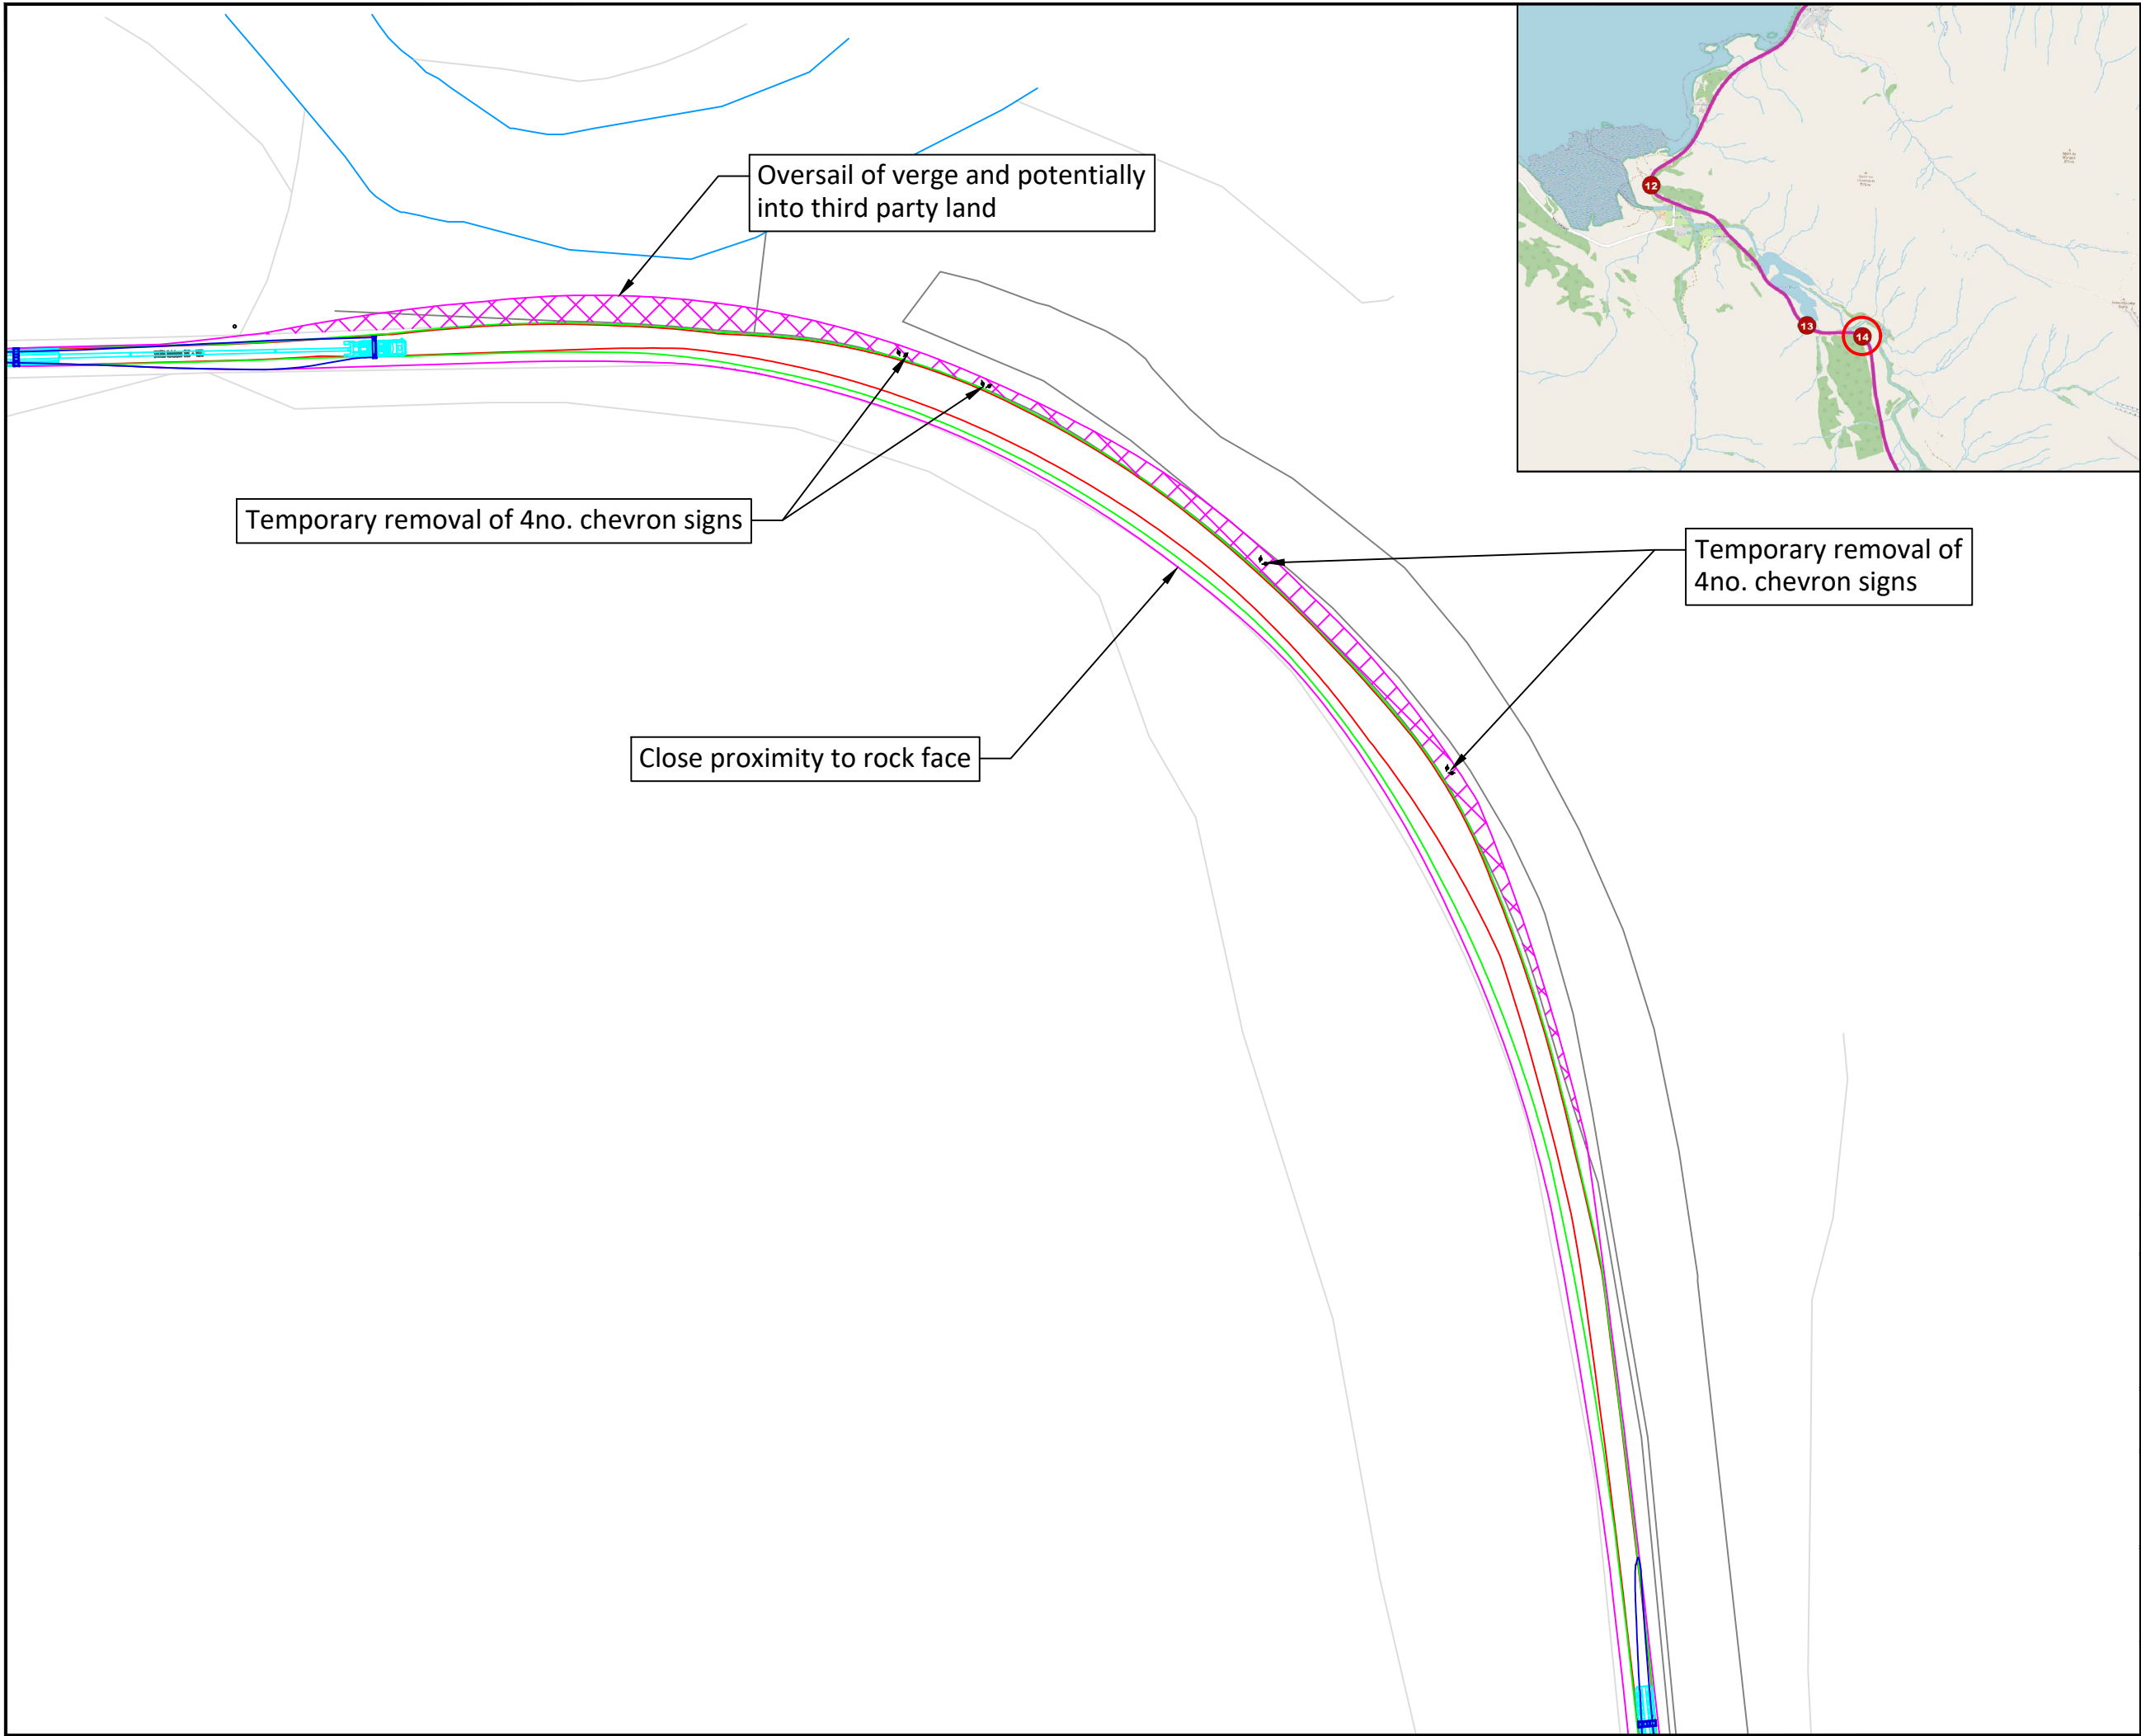 Oversail of verge and potentially
into third party land
12
13
14
Temporary removal of 4no. chevron signs
Temporary removal of
4no. chevron signs
Close proximity to rock face